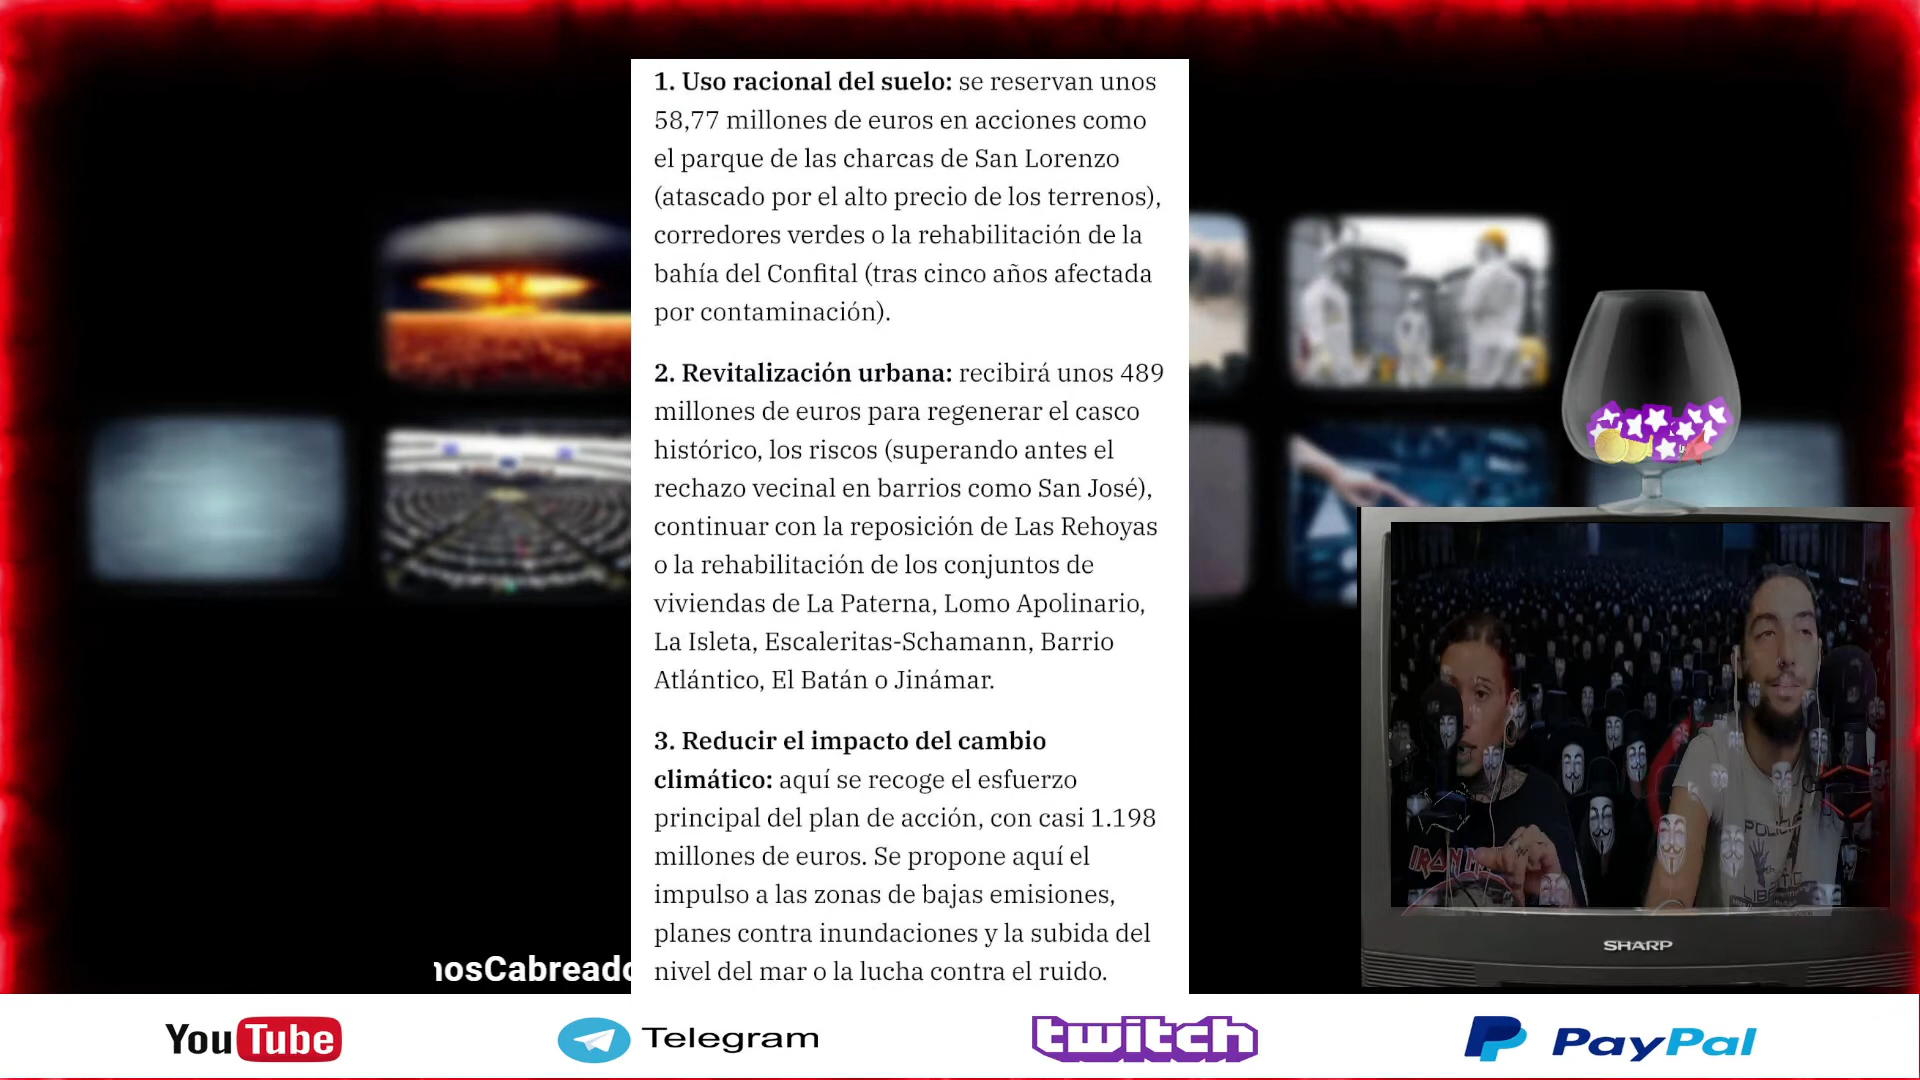 1. Uso racional del suelo: se reservan unos
58,77 millones de euros en acciones como
el parque de las charcas de San Lorenzo
(atascado por el alto precio de los terrenos),
corredores verdes o la rehabilitación de la
bahía del Confital (tras cinco años afectada
por contaminación).
2. Revitalización urbana: recibirá unos 489
millones de euros para regenerar el casco
histórico, los riscos (superando antes el
rechazo vecinal en barrios como San José),
continuar con la reposición de Las Rehoyas
o la rehabilitación de los conjuntos de
viviendas de La Paterna, Lomo Apolinario,
La Isleta, Escaleritas-Schamann, Barrio
Atlántico, El Batán o Jinámar.
3. Reducir el impacto del cambio
climático: aquí se recoge el esfuerzo
principal del plan de acción, con casi 1.198
millones de euros. Se propone aquí el
impulso a las zonas de bajas emisiones,
planes contra inundaciones y la subida del
nivel del mar o la lucha contra el ruido.
nosCabreado
SHARP
YouTube
Telegram
twitch
PayPal